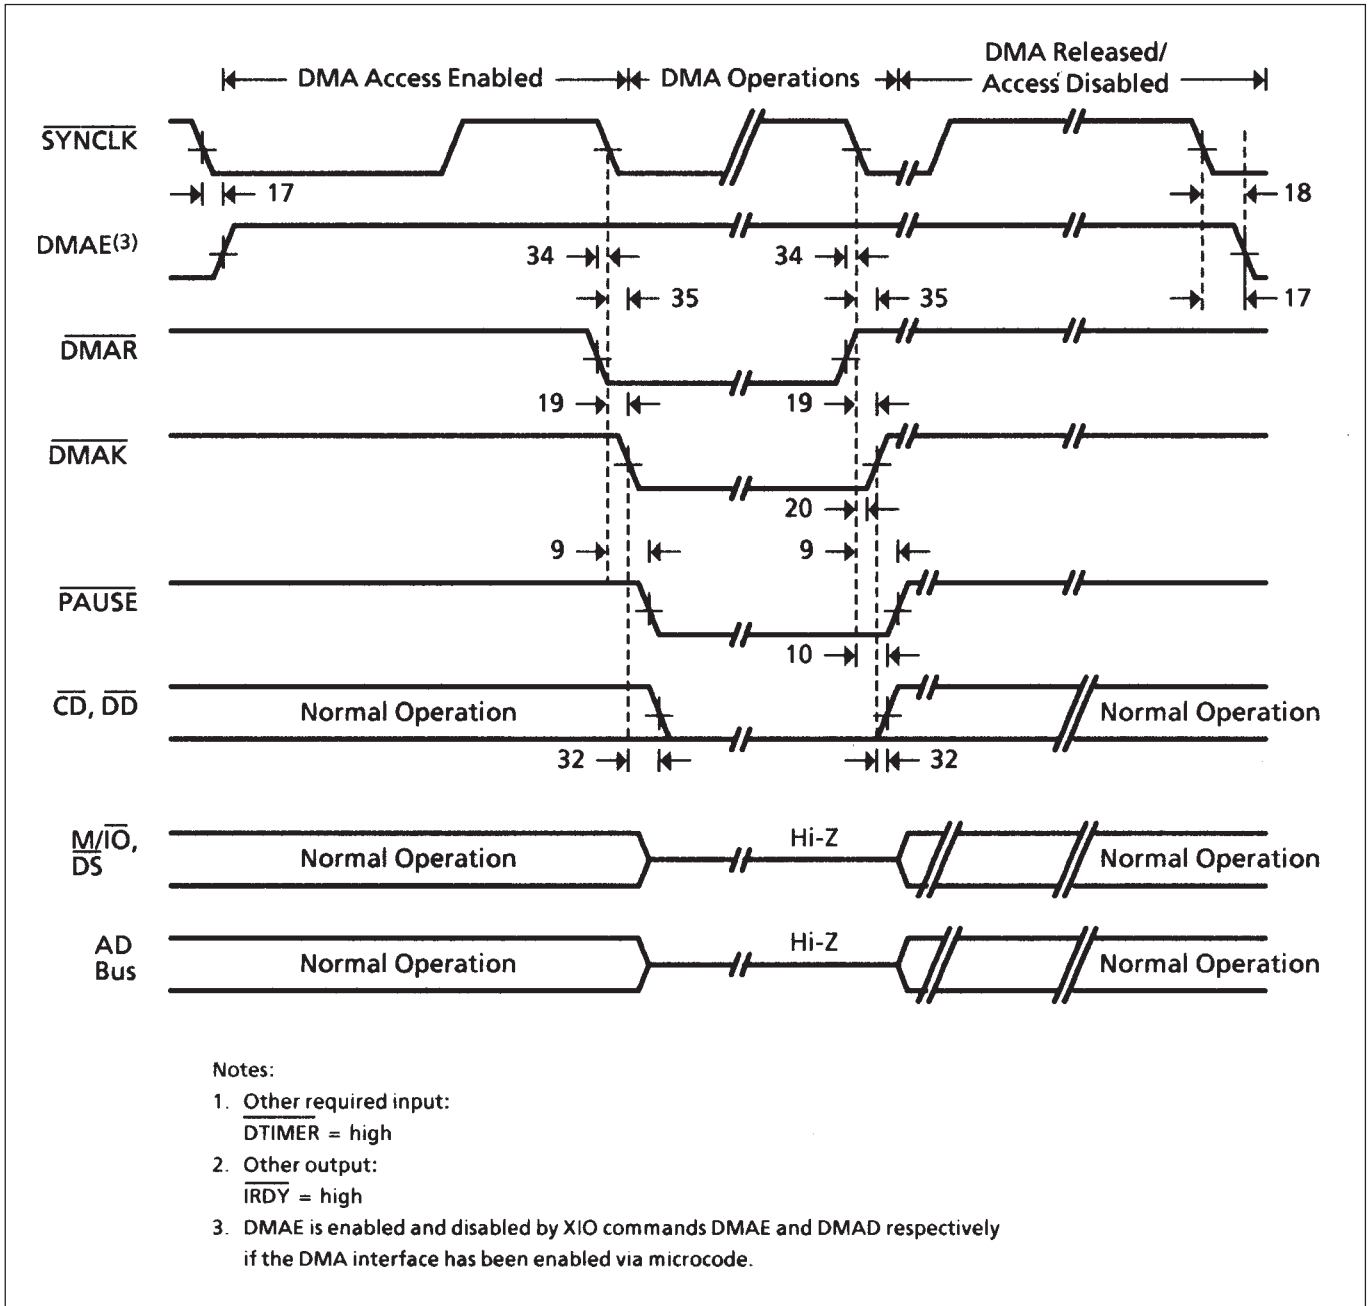 DMA Access Enabled
DMA Operations
DMA Released/
Access Disabled
SYNCLK
17
18
DMAE(3)
34
34
35
35
17
DMAR
19
19
DMAK
20
9
9
PAUSE
10
CD, DD
Normal Operation
Normal Operation
32
32
M/IO,
DS
Normal Operation
Hi-Z
Normal Operation
AD
Bus
Normal Operation
Hi-Z
Normal Operation
Notes:
1. Other required input:
DTIMER = high
2. Other output:
IRDY = high
3. DMAE is enabled and disabled by XIO commands DMAE and DMAD respectively
if the DMA interface has been enabled via microcode.